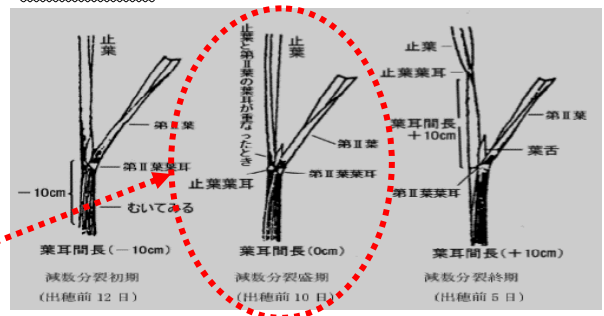 止葉
第Ⅱ葉
第Ⅱ葉葉耳
－10cm
むいてみる
葉耳間長(－10cm)
減数分裂初期
(出穂前12日)
止葉と第Ⅱ葉の葉耳が重なったとき
止葉
第Ⅱ葉
止葉葉耳
第Ⅱ葉葉耳
葉耳間長(0cm)
減数分裂盛期
(出穂前10日)
止葉
止葉葉耳
葉耳間長
＋10cm
第Ⅱ葉
葉舌
第Ⅱ葉葉耳
葉耳間長(＋10cm)
減数分裂終期
(出穂前5日)